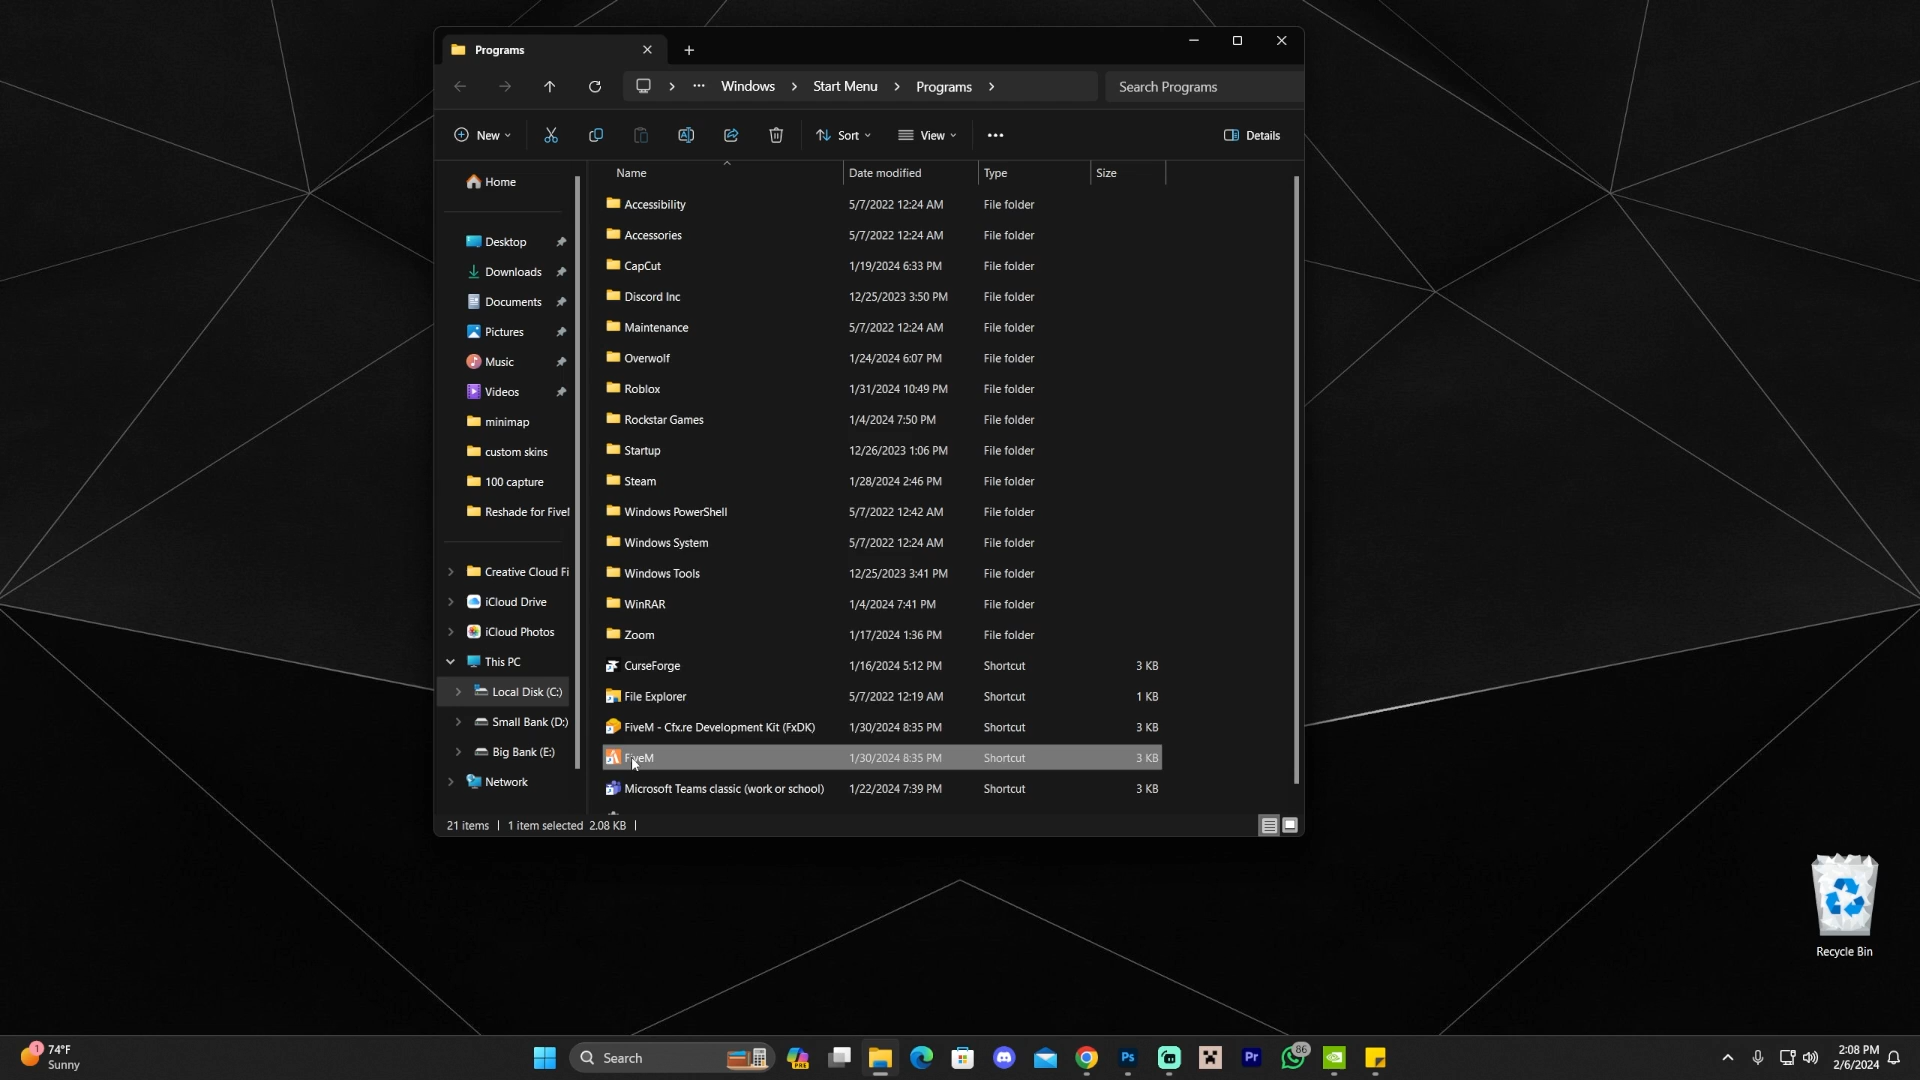 Programs
Windows
Start Menu
Programs
Search Programs
New
Sort
View
Details
Name
Date modified
Type
Size
Home
Desktop
Downloads
Documents
Pictures
Music
Videos
minimap
custom skins
100 capture
Reshade for Five
Creative Cloud Fi
iCloud Drive
iCloud Photos
This PC
Local Disk (C:)
Small Bank (D:)
Big Bank (E:)
Network
Accessibility 5/7/2022 12:24 AM File folder
Accessories 5/7/2022 12:24 AM File folder
CapCut 1/19/2024 6:33 PM File folder
Discord Inc 12/25/2023 3:50 PM File folder
Maintenance 5/7/2022 12:24 AM File folder
Overwolf 1/24/2024 6:07 PM File folder
Roblox 1/31/2024 10:49 PM File folder
Rockstar Games 1/4/2024 7:50 PM File folder
Startup 12/26/2023 1:06 PM File folder
Steam 1/28/2024 2:46 PM File folder
Windows PowerShell 5/7/2022 12:42 AM File folder
Windows System 5/7/2022 12:24 AM File folder
Windows Tools 12/25/2023 3:41 PM File folder
WinRAR 1/4/2024 7:41 PM File folder
Zoom 1/17/2024 1:36 PM File folder
CurseForge 1/16/2024 5:12 PM Shortcut 3 KB
File Explorer 5/7/2022 12:19 AM Shortcut 1 KB
FiveM - Cfx.re Development Kit (FxDK) 1/30/2024 8:35 PM Shortcut 3 KB
FiveM 1/30/2024 8:35 PM Shortcut 3 KB
Microsoft Teams classic (work or school) 1/22/2024 7:39 PM Shortcut 3 KB
21 items | 1 item selected 2.08 KB |
Recycle Bin
1
74°F
Sunny
Search
PRE
Ps
Pr
86
2:08 PM
2/6/2024